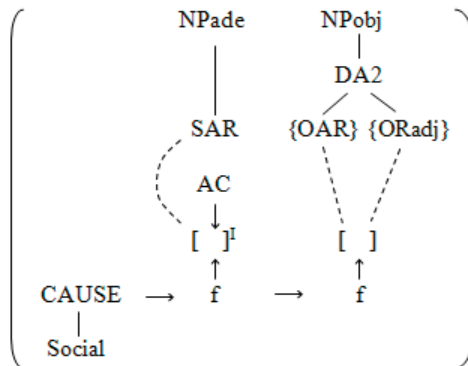 NPade NPobj
DA2
SAR {OAR} {ORadj}
AC
[ ]ᴵ [ ]
CAUSE → f → f
Social